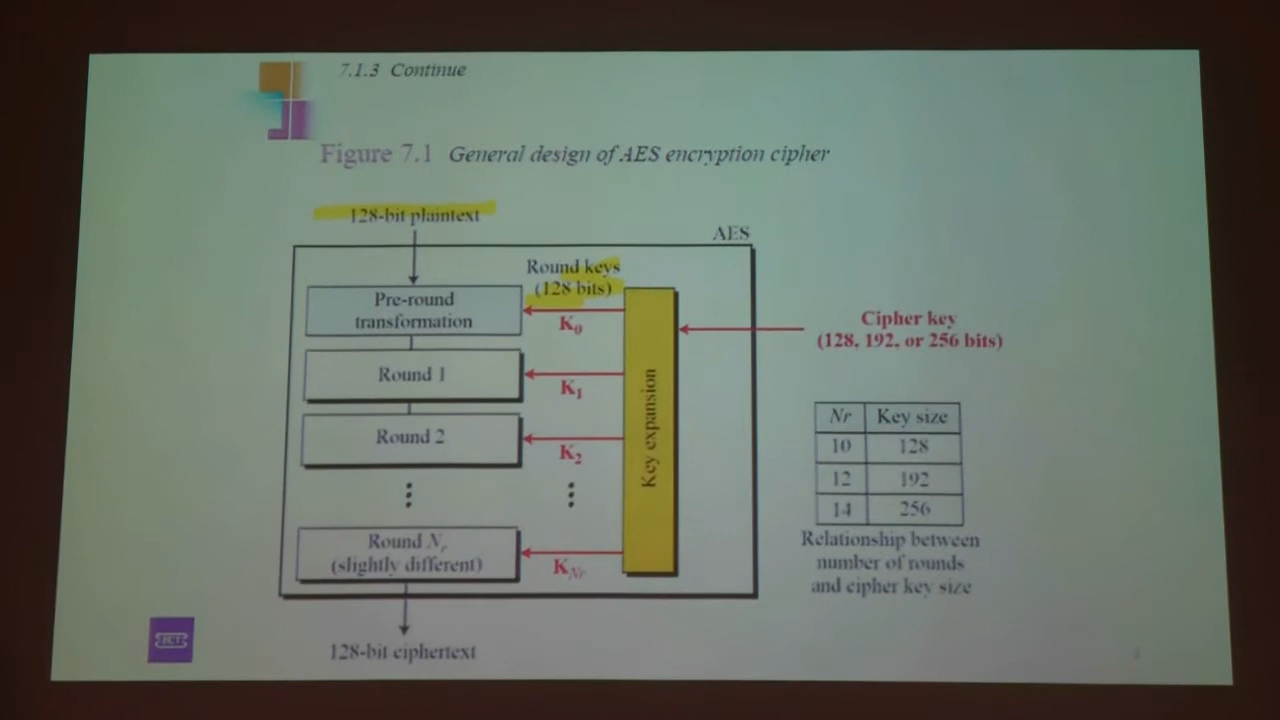 7.1.3 Continue
Figure 7.1 General design of AES encryption cipher
128-bit plaintext
AES
Round keys
(128 bits)
Pre-round
transformation
K0
Cipher key
(128, 192, or 256 bits)
Round 1
K1
Round 2
K2
Key expansion
Nr Key size
10 128
12 192
14 256
Relationship between
number of rounds
and cipher key size
Round Nr
(slightly different)
KNr
128-bit ciphertext